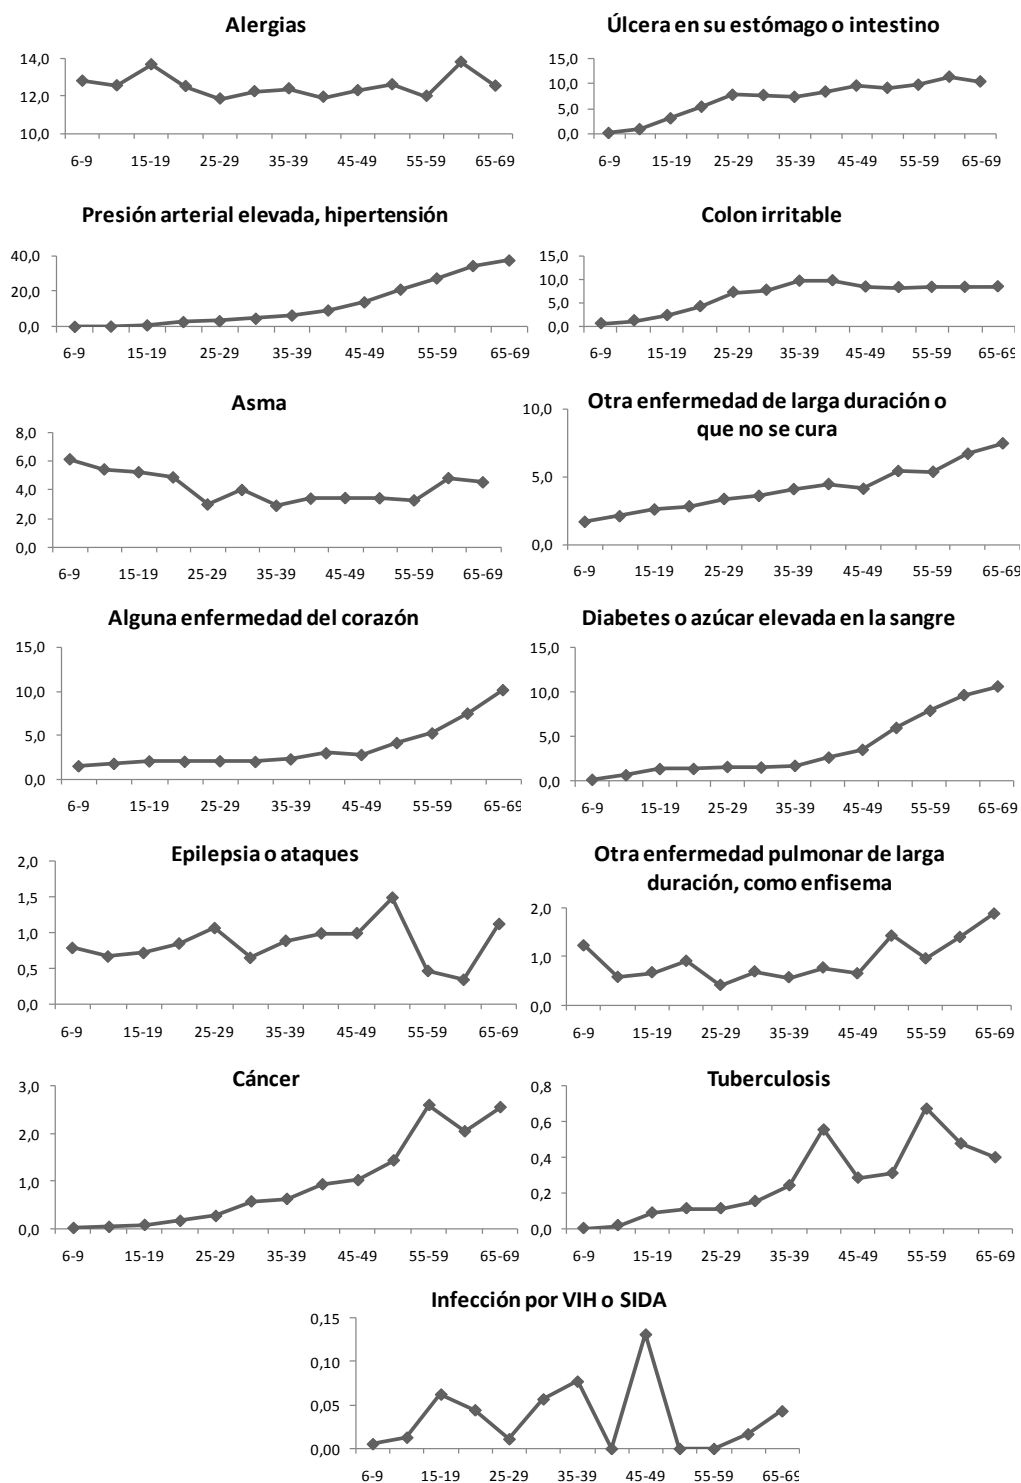 Alergias
14,0
12,0
10,0
6-9 15-19 25-29 35-39 45-49 55-59 65-69
Úlcera en su estómago o intestino
15,0
10,0
5,0
0,0
6-9 15-19 25-29 35-39 45-49 55-59 65-69
Presión arterial elevada, hipertensión
40,0
20,0
0,0
6-9 15-19 25-29 35-39 45-49 55-59 65-69
Colon irritable
15,0
10,0
5,0
0,0
6-9 15-19 25-29 35-39 45-49 55-59 65-69
Asma
8,0
6,0
4,0
2,0
0,0
6-9 15-19 25-29 35-39 45-49 55-59 65-69
Otra enfermedad de larga duración o
que no se cura
10,0
5,0
0,0
6-9 15-19 25-29 35-39 45-49 55-59 65-69
Alguna enfermedad del corazón
15,0
10,0
5,0
0,0
6-9 15-19 25-29 35-39 45-49 55-59 65-69
Diabetes o azúcar elevada en la sangre
15,0
10,0
5,0
0,0
6-9 15-19 25-29 35-39 45-49 55-59 65-69
Epilepsia o ataques
2,0
1,5
1,0
0,5
0,0
6-9 15-19 25-29 35-39 45-49 55-59 65-69
Otra enfermedad pulmonar de larga
duración, como enfisema
2,0
1,0
0,0
6-9 15-19 25-29 35-39 45-49 55-59 65-69
Cáncer
3,0
2,0
1,0
0,0
6-9 15-19 25-29 35-39 45-49 55-59 65-69
Tuberculosis
0,8
0,6
0,4
0,2
0,0
6-9 15-19 25-29 35-39 45-49 55-59 65-69
Infección por VIH o SIDA
0,15
0,10
0,05
0,00
6-9 15-19 25-29 35-39 45-49 55-59 65-69